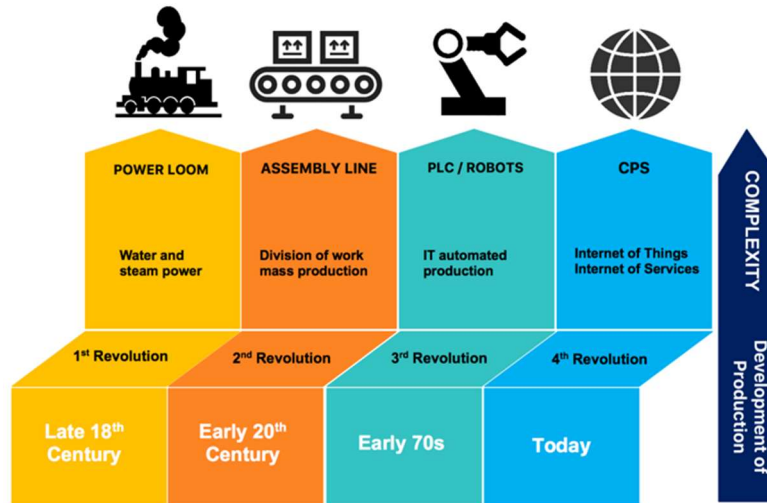 POWER LOOM
Water and
steam power
1st Revolution
Late 18th
Century
ASSEMBLY LINE
Division of work
mass production
2nd Revolution
Early 20th
Century
PLC / ROBOTS
IT automated
production
3rd Revolution
Early 70s
CPS
Internet of Things
Internet of Services
4th Revolution
Today
COMPLEXITY
Development of
Production